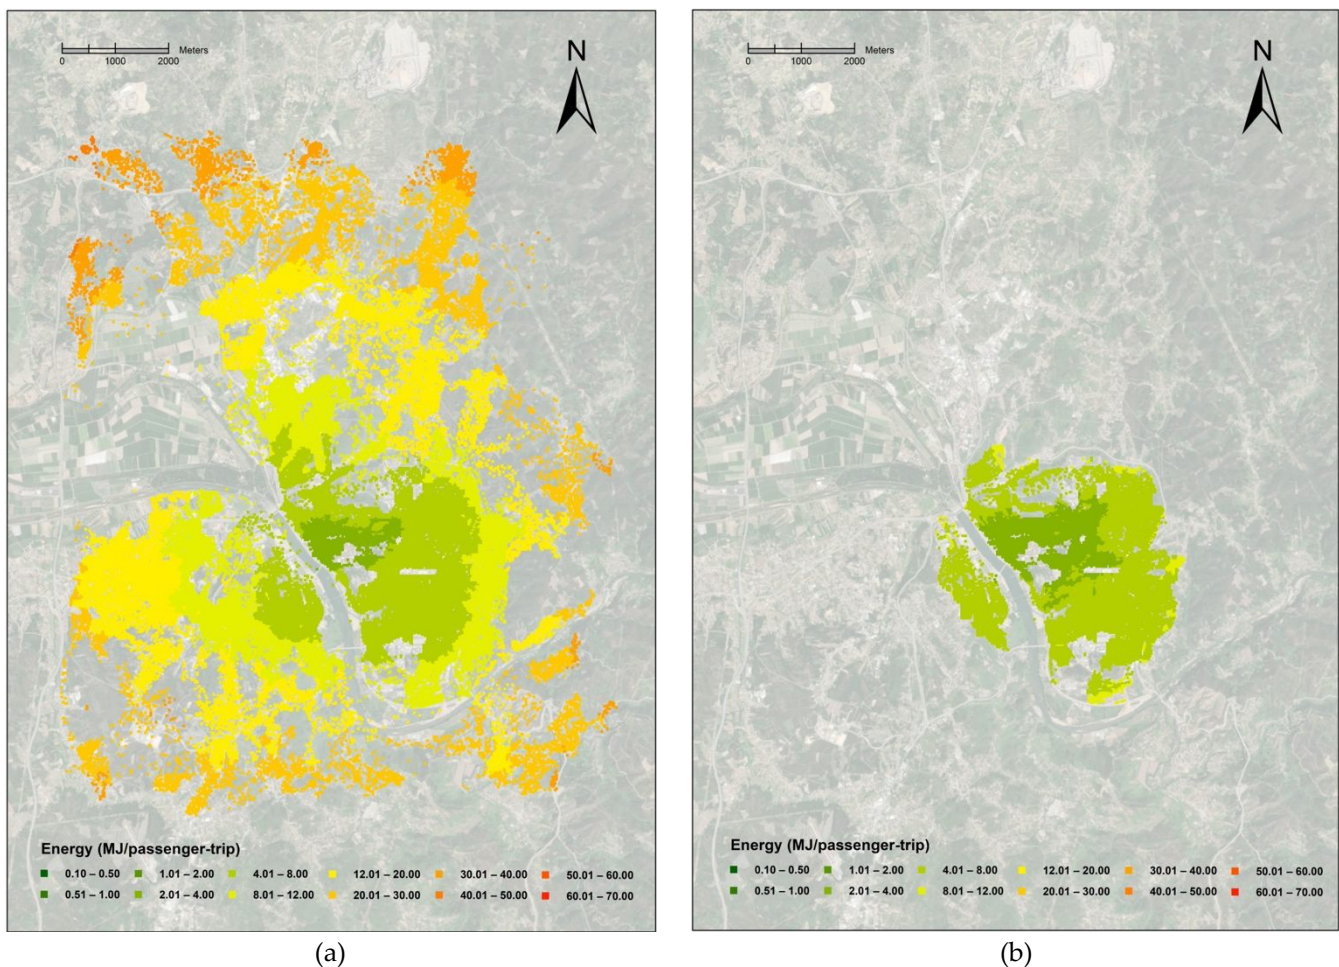 Meters
0 1000 2000
N
Meters
0 1000 2000
N
Energy (MJ/passenger-trip)
0.10 – 0.50 1.01 – 2.00 4.01 – 8.00 12.01 – 20.00 30.01 – 40.00 50.01 – 60.00
0.51 – 1.00 2.01 – 4.00 8.01 – 12.00 20.01 – 30.00 40.01 – 50.00 60.01 – 70.00
Energy (MJ/passenger-trip)
0.10 – 0.50 1.01 – 2.00 4.01 – 8.00 12.01 – 20.00 30.01 – 40.00 50.01 – 60.00
0.51 – 1.00 2.01 – 4.00 8.01 – 12.00 20.01 – 30.00 40.01 – 50.00 60.01 – 70.00
(a)
(b)